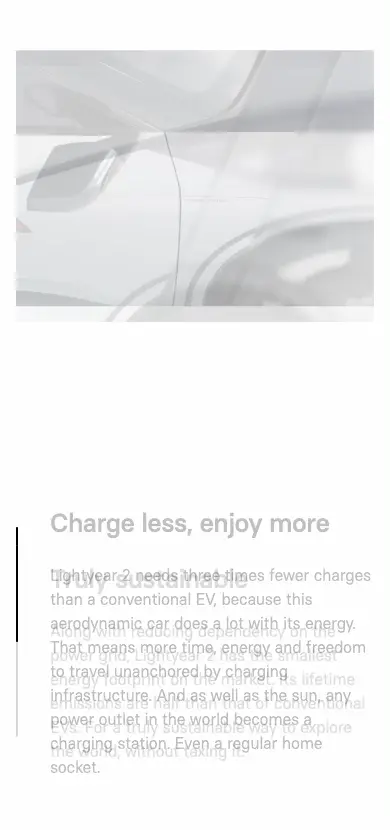 Charge less, enjoy more
Truly sustainable
Lightyear 2 needs three times fewer charges
than a conventional EV, because this
aerodynamic car does a lot with its energy.
That means more time, energy and freedom
to travel unanchored by charging
infrastructure. And as well as the sun, any
power outlet in the world becomes a
charging station. Even a regular home
socket.
Along with reducing dependency on the
power grid, Lightyear 2 has the smallest
energy footprint on the market. Its lifetime
emissions are half than that of conventional
EVs. For a truly sustainable way to explore
the world, without taxing it.